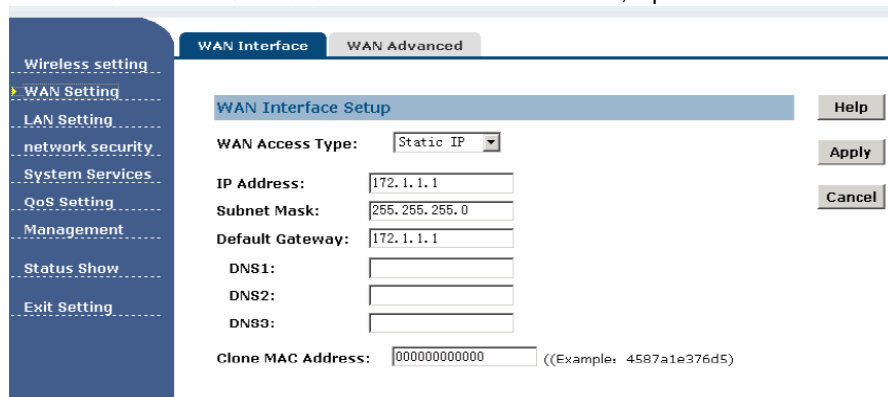 WAN Interface
WAN Advanced
Wireless setting
WAN Setting
LAN Setting
network security
System Services
QoS Setting
Management
Status Show
Exit Setting
WAN Interface Setup
WAN Access Type: Static IP
IP Address: 172.1.1.1
Subnet Mask: 255.255.255.0
Default Gateway: 172.1.1.1
DNS1:
DNS2:
DNS3:
Clone MAC Address: 000000000000 ((Example: 4587a1e376d5)
Help
Apply
Cancel